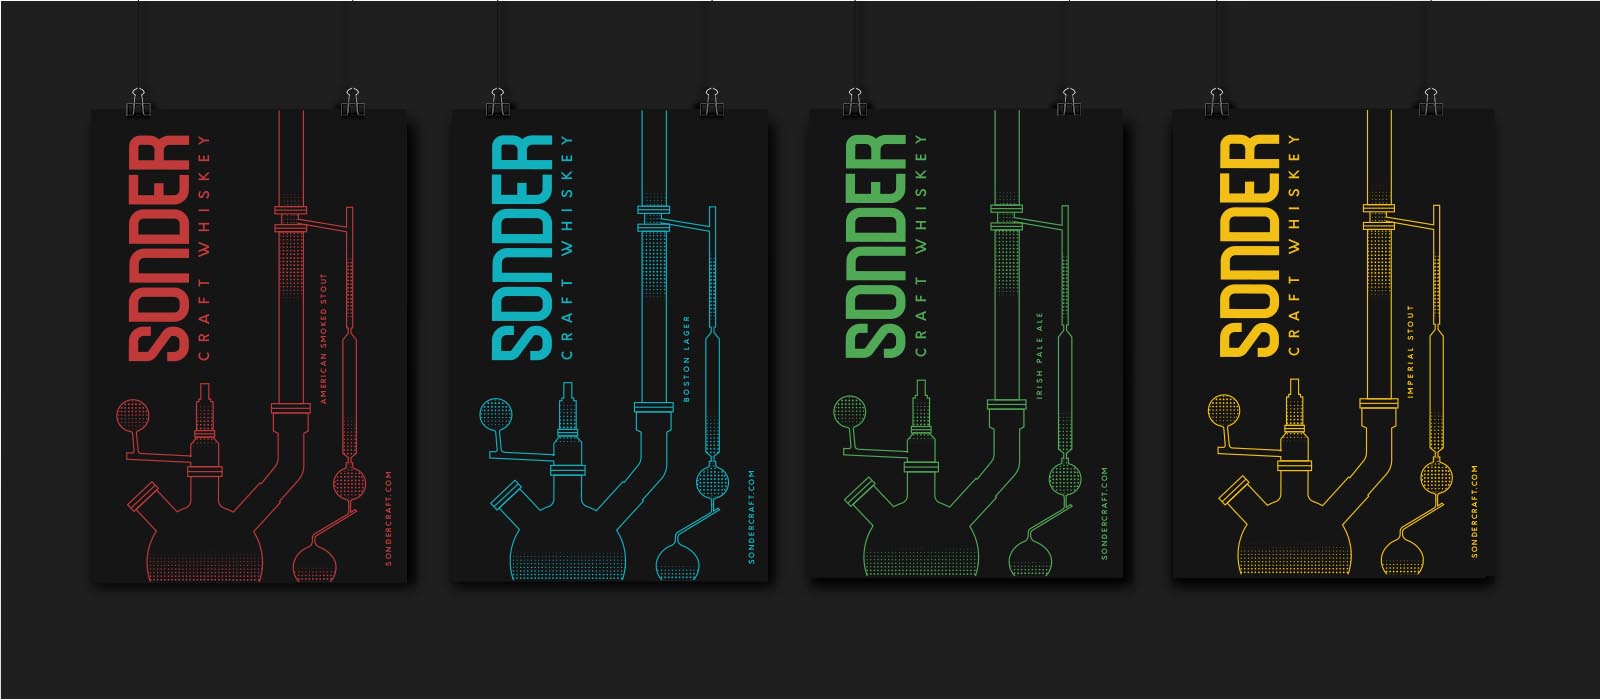 SONDER
CRAFT WHISKEY
AMERICAN SMOKED STOUT
SONDERCRAFT.COM
SONDER
CRAFT WHISKEY
BOSTON LAGER
SONDERCRAFT.COM
SONDER
CRAFT WHISKEY
IRISH PALE ALE
SONDERCRAFT.COM
SONDER
CRAFT WHISKEY
IMPERIAL STOUT
SONDERCRAFT.COM